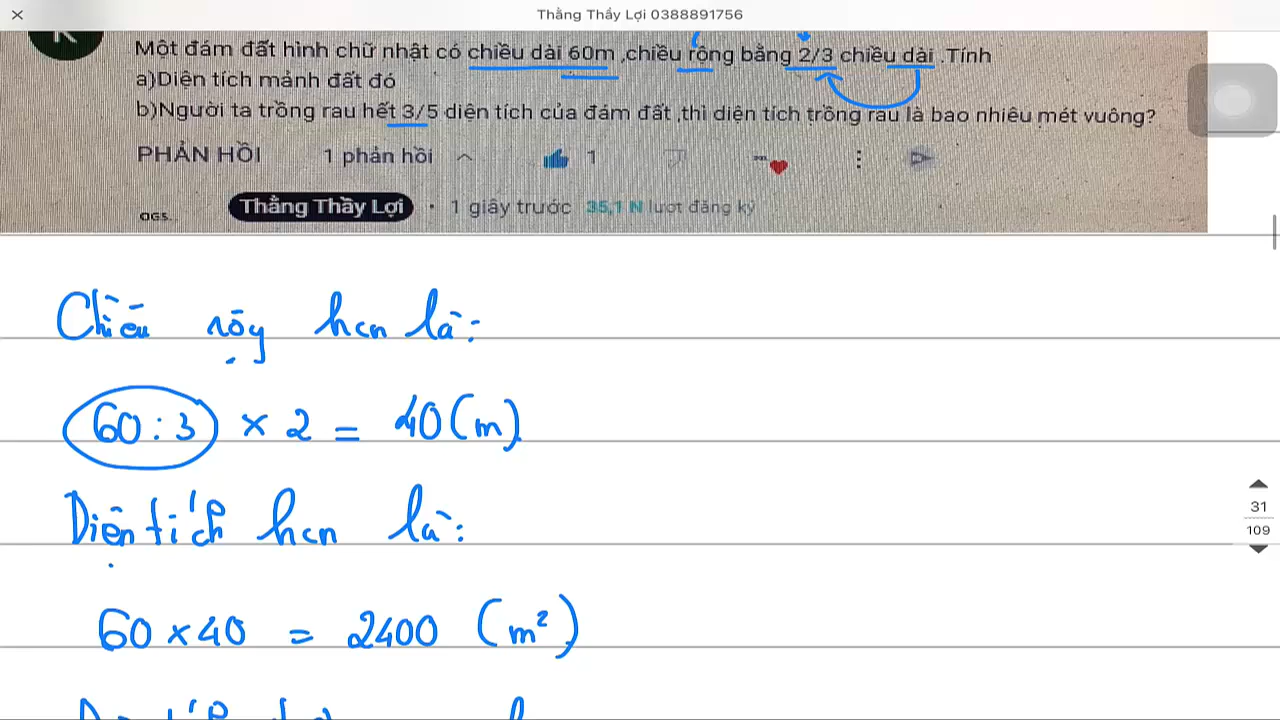 Thằng Thầy Lợi 0388891756
K
Một đám đất hình chữ nhật có chiều dài 60m ,chiều rộng bằng 2/3 chiều dài .Tính
a)Diện tích mảnh đất đó
b)Người ta trồng rau hết 3/5 diện tích của đám đất ,thì diện tích trồng rau là bao nhiêu mét vuông?
PHẢN HỒI 1 phản hồi 1
Thằng Thầy Lợi · 1 giây trước 35,1 N lượt đăng ký
Chiều rộng hcn là:
60 : 3 × 2 = 40 (m)
31
Diện tích hcn là:
109
60 × 40 = 2400 (m²)